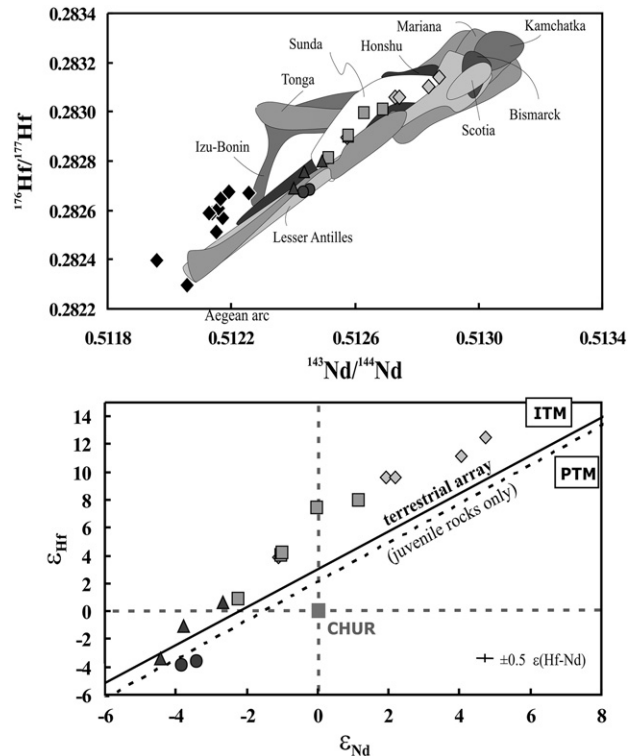 0.2834
0.2832
0.2830
0.2828
0.2826
0.2824
0.2822
¹⁷⁶Hf/¹⁷⁷Hf
Mariana
Kamchatka
Sunda
Honshu
Tonga
Bismarck
Scotia
Izu-Bonin
Lesser Antilles
Aegean arc
0.5118
0.5122
0.5126
0.5130
0.5134
¹⁴³Nd/¹⁴⁴Nd
14
12
10
8
6
4
2
0
-2
-4
-6
εHf
ITM
PTM
terrestrial array
(juvenile rocks only)
CHUR
±0.5 ε(Hf-Nd)
-6
-4
-2
0
2
4
6
8
εNd